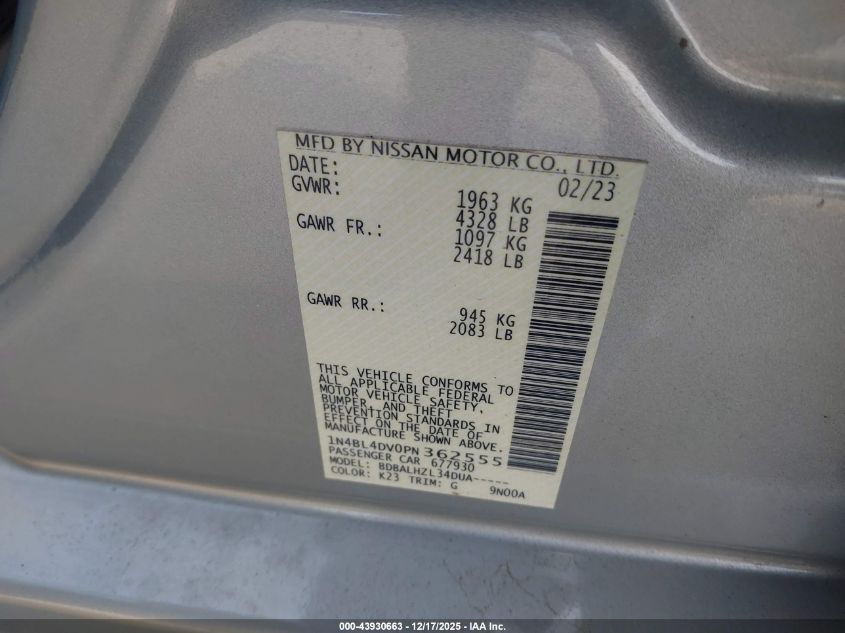 MFD BY NISSAN MOTOR CO., LTD.
DATE: 02/23
GVWR: 1963 KG
4328 LB
GAWR FR.: 1097 KG
2418 LB
GAWR RR.: 945 KG
2083 LB
THIS VEHICLE CONFORMS TO
ALL APPLICABLE FEDERAL
MOTOR VEHICLE SAFETY,
BUMPER, AND THEFT
PREVENTION STANDARDS IN
EFFECT ON THE DATE OF
MANUFACTURE SHOWN ABOVE.
1N4BL4DV0PN362555
PASSENGER CAR 677930
MODEL: BDBALHZL34DUA-----
COLOR: K23 TRIM: G 9N00A
000-43930663 - 12/17/2025 - IAA Inc.